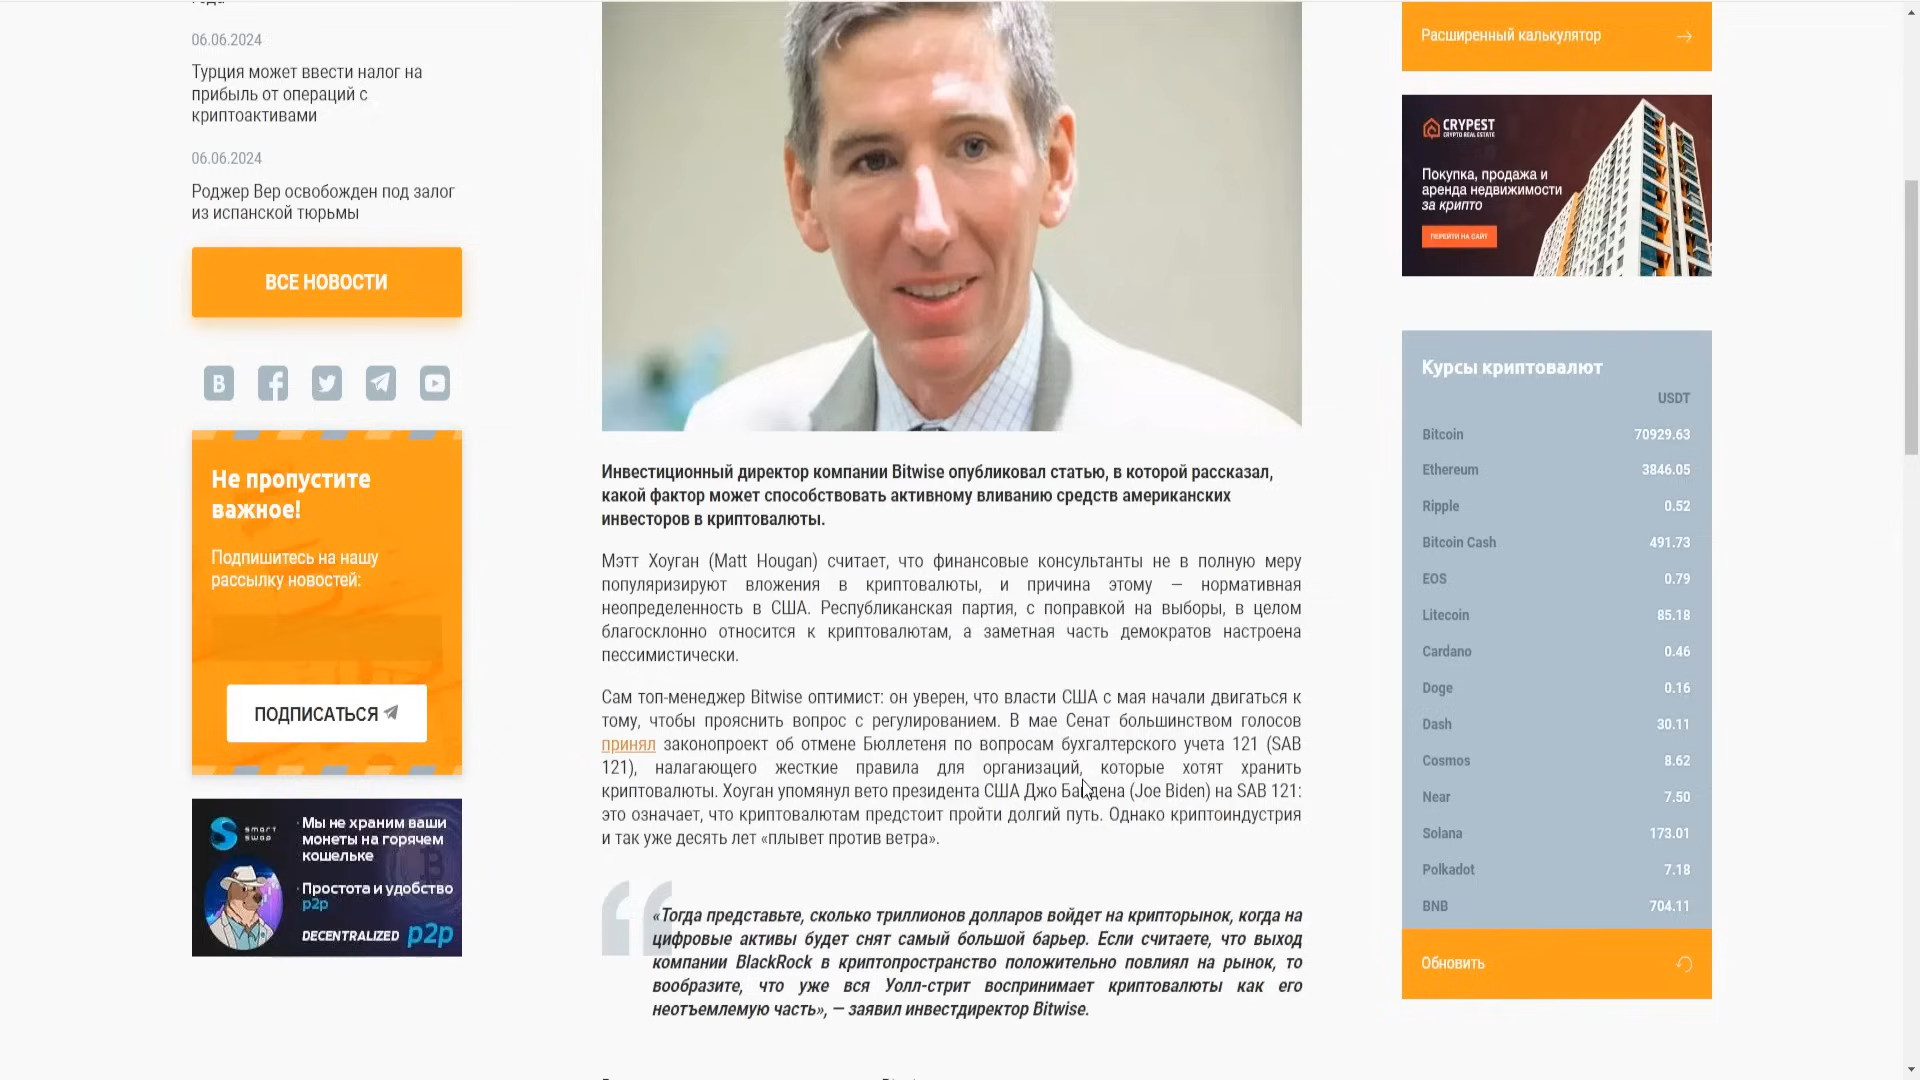 06.06.2024
Турция может ввести налог на
прибыль от операций с
криптоактивами
06.06.2024
Роджер Вер освобожден под залог
из испанской тюрьмы
ВСЕ НОВОСТИ
Не пропустите
важное!
Подпишитесь на нашу
рассылку новостей:
ПОДПИСАТЬСЯ
smart
swap
· Мы не храним ваши
монеты на горячем
кошельке
· Простота и удобство
p2p
DECENTRALIZED p2p
Инвестиционный директор компании Bitwise опубликовал статью, в которой рассказал,
какой фактор может способствовать активному вливанию средств американских
инвесторов в криптовалюты.
Мэтт Хоуган (Matt Hougan) считает, что финансовые консультанты не в полную меру
популяризируют вложения в криптовалюты, и причина этому — нормативная
неопределенность в США. Республиканская партия, с поправкой на выборы, в целом
благосклонно относится к криптовалютам, а заметная часть демократов настроена
пессимистически.
Сам топ-менеджер Bitwise оптимист: он уверен, что власти США с мая начали двигаться к
тому, чтобы прояснить вопрос с регулированием. В мае Сенат большинством голосов
принял законопроект об отмене Бюллетеня по вопросам бухгалтерского учета 121 (SAB
121), налагающего жесткие правила для организаций, которые хотят хранить
криптовалюты. Хоуган упомянул вето президента США Джо Байдена (Joe Biden) на SAB 121:
это означает, что криптовалютам предстоит пройти долгий путь. Однако криптоиндустрия
и так уже десять лет «плывет против ветра».
«Тогда представьте, сколько триллионов долларов войдет на крипторынок, когда на
цифровые активы будет снят самый большой барьер. Если считаете, что выход
компании BlackRock в криптопространство положительно повлиял на рынок, то
вообразите, что уже вся Уолл-стрит воспринимает криптовалюты как его
неотъемлемую часть», — заявил инвестдиректор Bitwise.
Расширенный калькулятор
CRYPEST
CRYPTO REAL ESTATE
Покупка, продажа и
аренда недвижимости
за крипто
ПЕРЕЙТИ НА САЙТ
Курсы криптовалют
USDT
Bitcoin 70929.63
Ethereum 3846.05
Ripple 0.52
Bitcoin Cash 491.73
EOS 0.79
Litecoin 85.18
Cardano 0.46
Doge 0.16
Dash 30.11
Cosmos 8.62
Near 7.50
Solana 173.01
Polkadot 7.18
BNB 704.11
Обновить